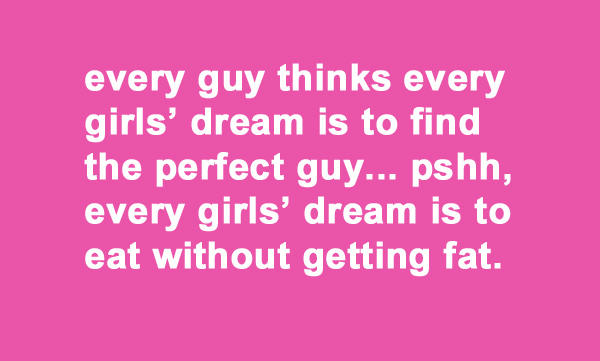 every guy thinks every
girls’ dream is to find
the perfect guy... pshh,
every girls’ dream is to
eat without getting fat.